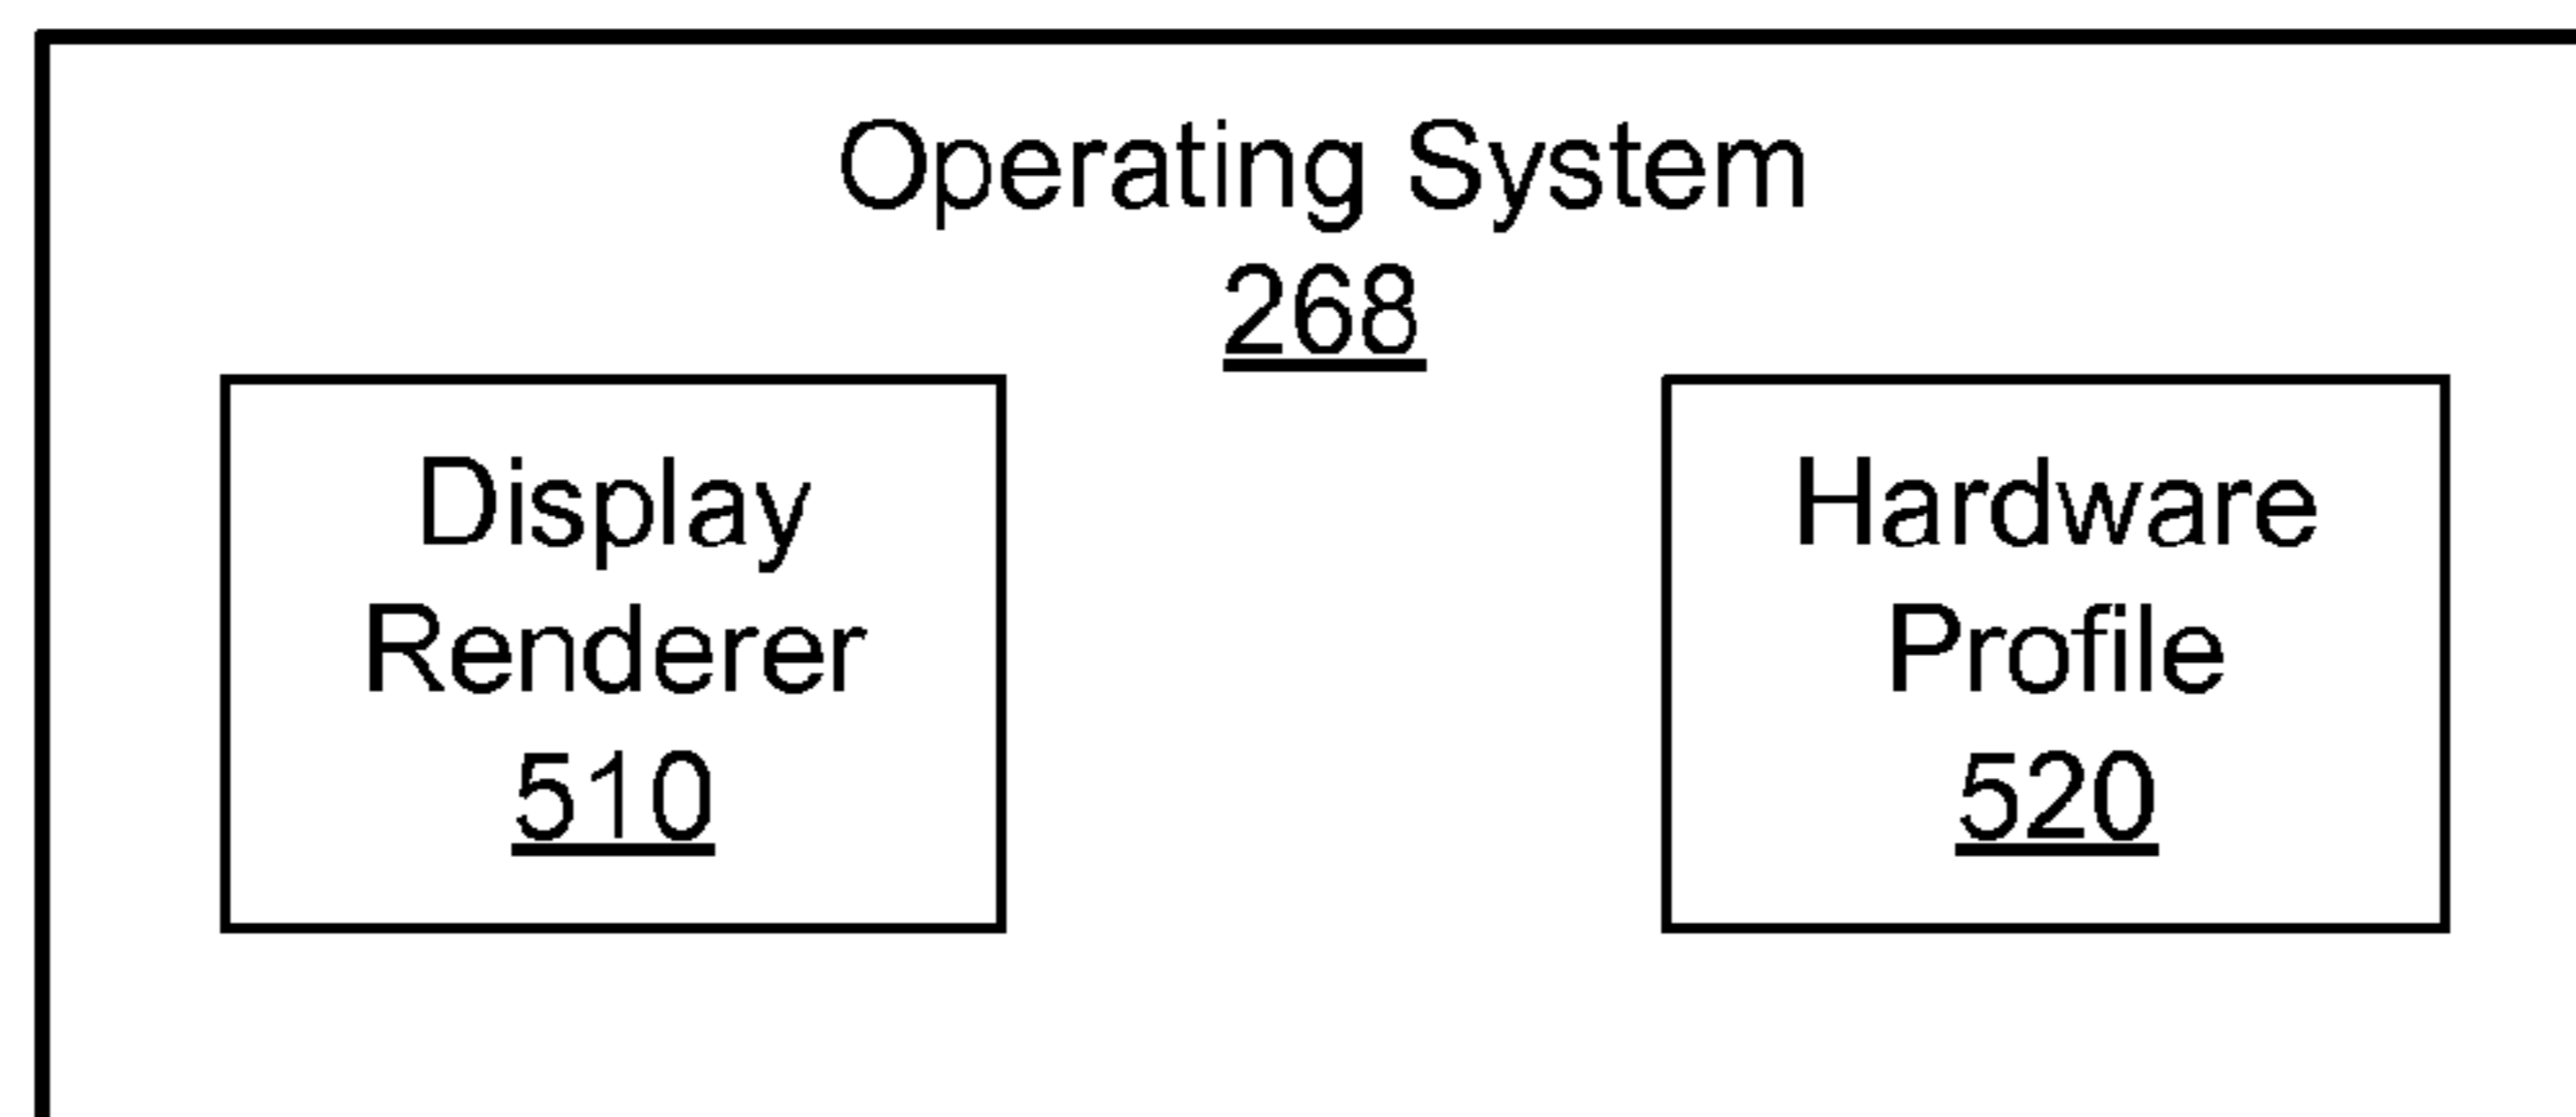 Operating System
268
Display
Renderer
510
Hardware
Profile
520